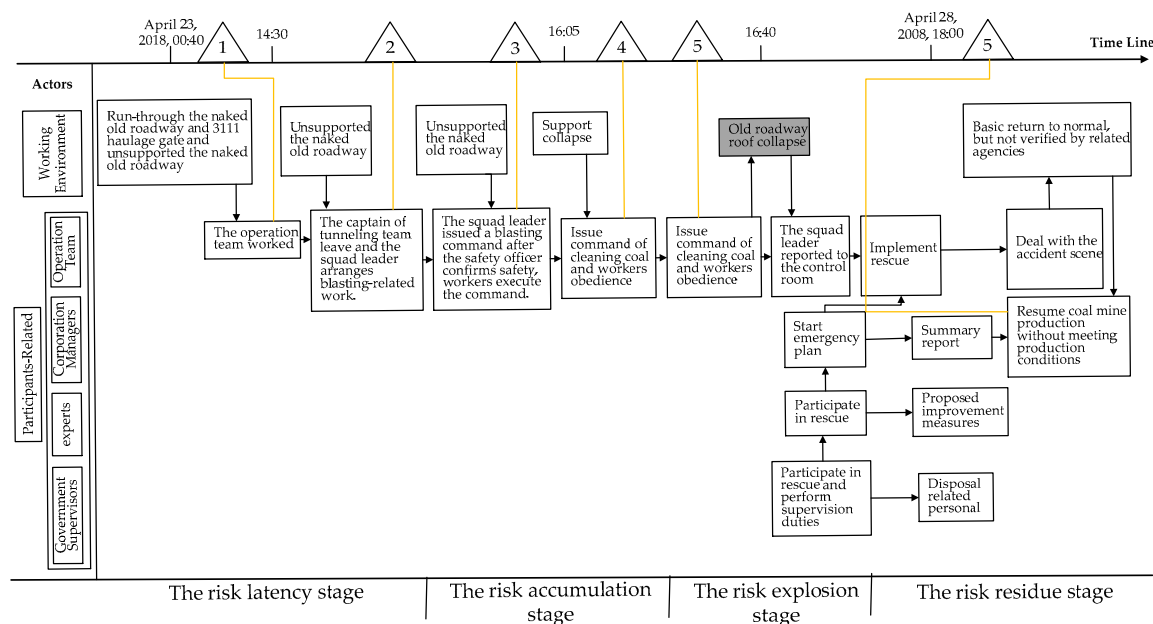 April 23,
2018, 00:40
1
14:30
2
3
16:05
4
5
16:40
April 28,
2008, 18:00
5
Time Line
Actors
Working
Environment
Run-through the naked
old roadway and 3111
haulage gate and
unsupported the naked
old roadway
Unsupported
the naked
old roadway
Unsupported
the naked
old roadway
Support
collapse
Old roadway
roof collapse
Basic return to normal,
but not verified by related
agencies
Participants-Related
Operation
Team
The operation
team worked
The captain of
tunneling team
leave and the
squad leader
arranges
blasting-related
work.
The squad leader
issued a blasting
command after
the safety officer
confirms safety,
workers execute
the command.
Issue
command of
cleaning coal
and workers
obedience
Issue
command of
cleaning coal
and workers
obedience
The squad
leader
reported to
the control
room
Implement
rescue
Deal with the
accident scene
Corporation
Managers
Start
emergency
plan
Summary
report
Resume coal mine
production
without meeting
production
conditions
experts
Participate
in rescue
Proposed
improvement
measures
Government
Supervisors
Participate in
rescue and
perform
supervision
duties
Disposal
related
personal
The risk latency stage
The risk accumulation
stage
The risk explosion
stage
The risk residue stage